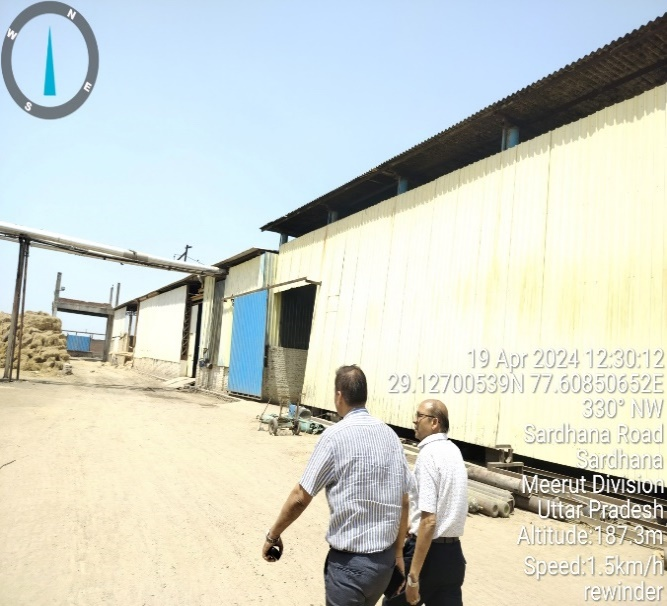 N
W
E
S
19 Apr 2024 12:30:12
29.12700539N 77.60850652E
330° NW
Sardhana Road
Sardhana
Meerut Division
Uttar Pradesh
Altitude:187.3m
Speed:1.5km/h
rewinder